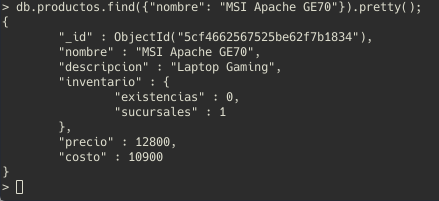 > db.productos.find({"nombre": "MSI Apache GE70"}).pretty();
{
        "_id" : ObjectId("5cf4662567525be62f7b1834"),
        "nombre" : "MSI Apache GE70",
        "descripcion" : "Laptop Gaming",
        "inventario" : {
                "existencias" : 0,
                "sucursales" : 1
        },
        "precio" : 12800,
        "costo" : 10900
}
>